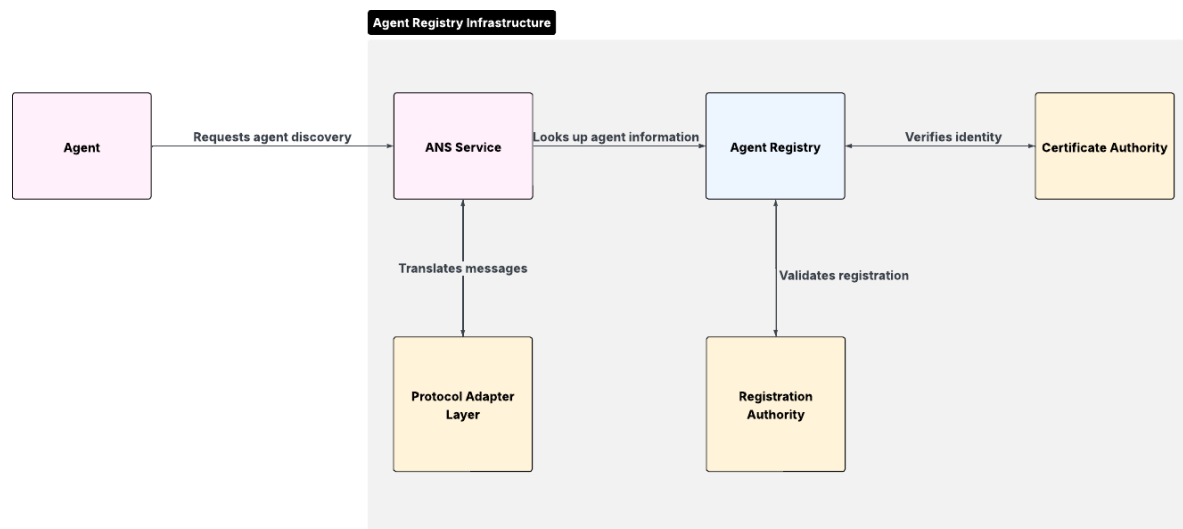 Agent Registry Infrastructure
Agent
Requests agent discovery
ANS Service
Looks up agent information
Agent Registry
Verifies identity
Certificate Authority
Translates messages
Validates registration
Protocol Adapter
Layer
Registration
Authority